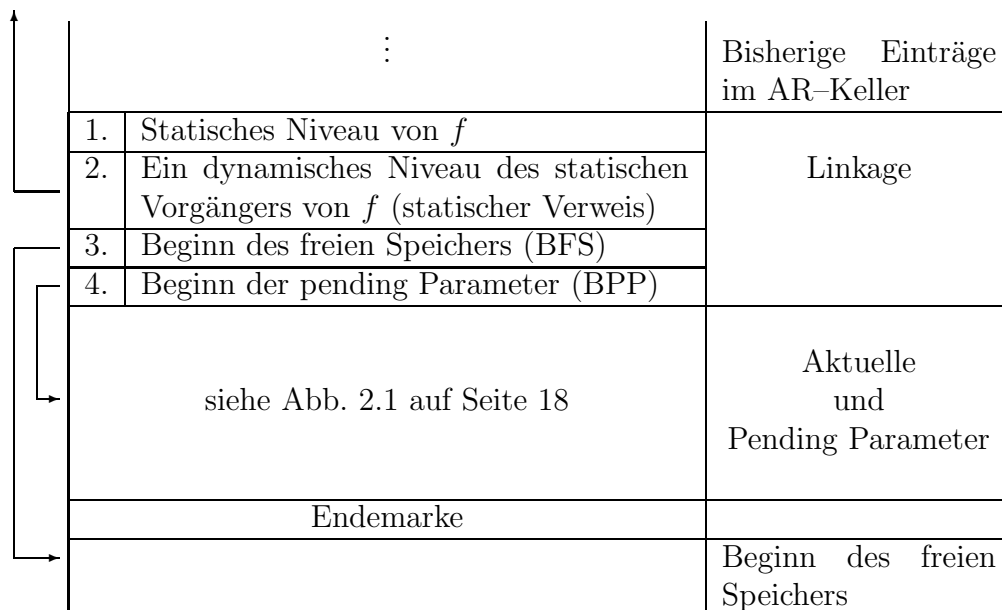 ⋮
Bisherige Einträge
im AR–Keller
1. Statisches Niveau von f
2. Ein dynamisches Niveau des statischen
Vorgängers von f (statischer Verweis)
Linkage
3. Beginn des freien Speichers (BFS)
4. Beginn der pending Parameter (BPP)
siehe Abb. 2.1 auf Seite 18
Aktuelle
und
Pending Parameter
Endemarke
Beginn des freien
Speichers